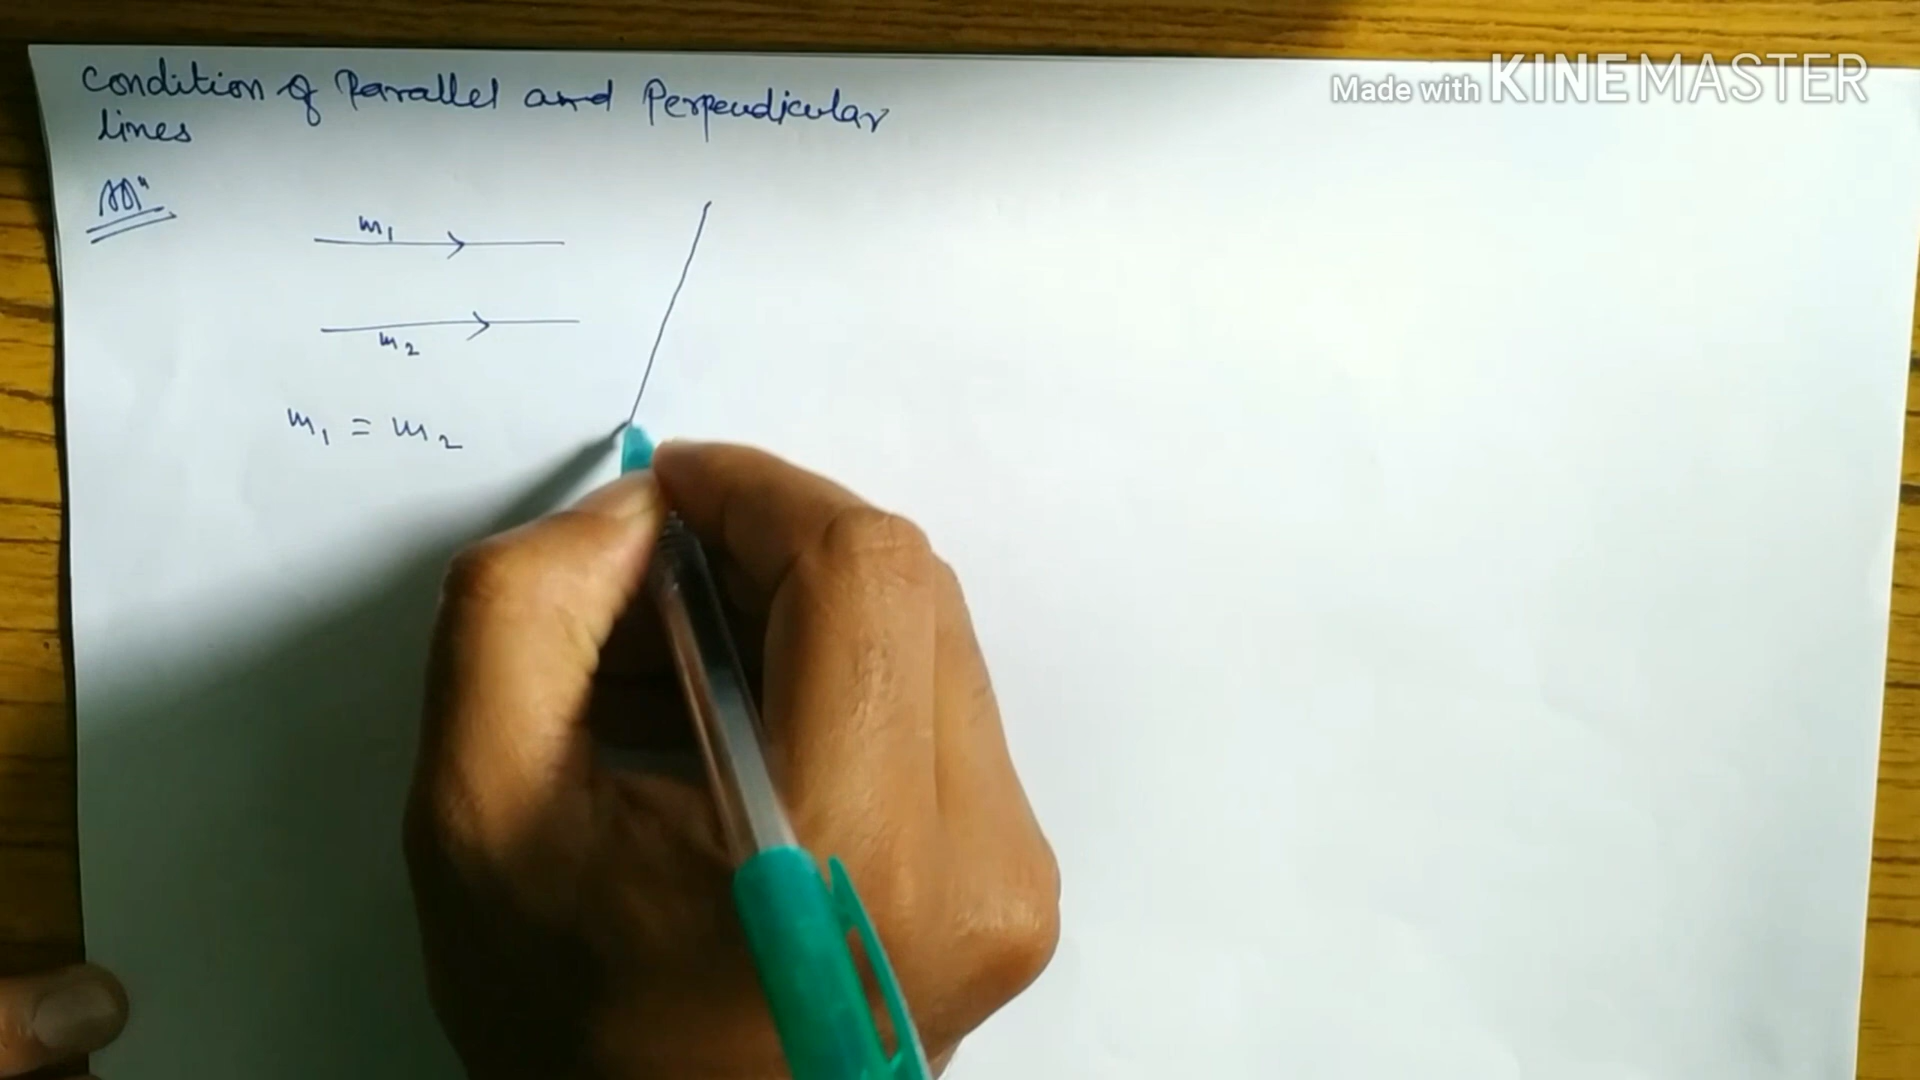 Condition of Parallel and Perpendicular
lines
Made with KINEMASTER
m1
m2
m1 = m2